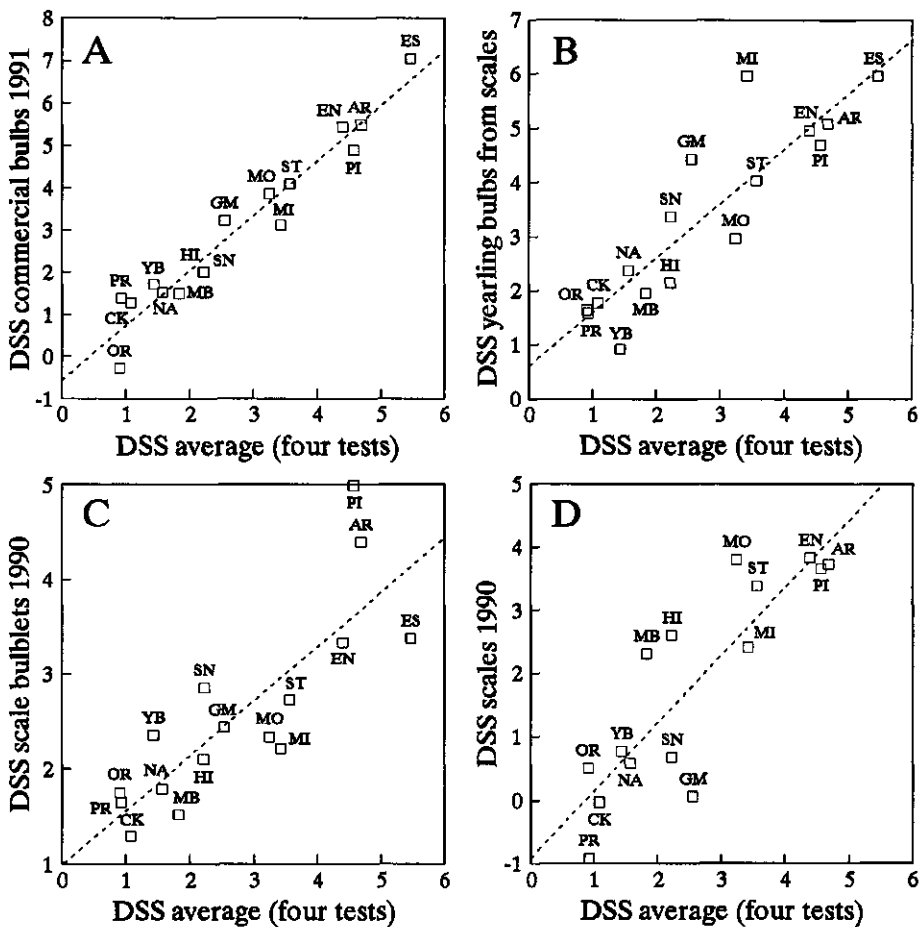 A
DSS commercial bulbs 1991
8
7
6
5
4
3
2
1
0
-1
ES
EN AR
PI
MO ST
GM MI
HI
YB SN
PR
NA MB
CK
OR
0 1 2 3 4 5 6
DSS average (four tests)
B
DSS yearling bulbs from scales
7
6
5
4
3
2
1
0
MI ES
EN AR
GM PI
ST
SN
MO
NA
HI
OR CK
MB
PR YB
0 1 2 3 4 5 6
DSS average (four tests)
C
DSS scale bulblets 1990
5
4
3
2
1
PI
AR
ES
EN
SN
ST
GM
YB MO MI
NA HI
OR
PR MB
CK
0 1 2 3 4 5 6
DSS average (four tests)
D
DSS scales 1990
5
4
3
2
1
0
-1
MO EN AR
ST PI
HI
MB MI
YB SN
OR
NA GM
CK
PR
0 1 2 3 4 5 6
DSS average (four tests)